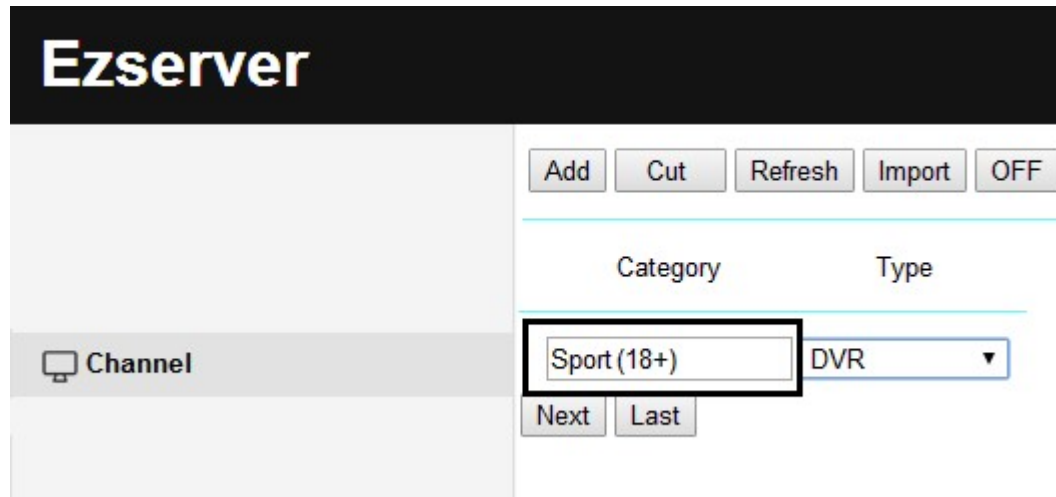 Ezserver
Add Cut Refresh Import OFF
Category Type
Channel
Sport (18+) DVR
Next Last